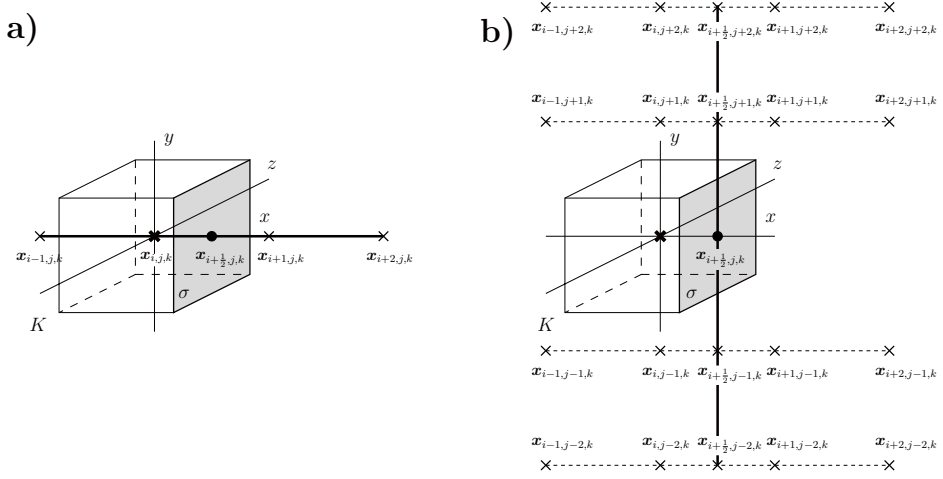 a)
y
z
x
𝒙_{i−1,j,k} 𝒙_{i,j,k} 𝒙_{i+½,j,k} 𝒙_{i+1,j,k} 𝒙_{i+2,j,k}
σ
K
b)
𝒙_{i−1,j+2,k} 𝒙_{i,j+2,k} 𝒙_{i+½,j+2,k} 𝒙_{i+1,j+2,k} 𝒙_{i+2,j+2,k}
𝒙_{i−1,j+1,k} 𝒙_{i,j+1,k} 𝒙_{i+½,j+1,k} 𝒙_{i+1,j+1,k} 𝒙_{i+2,j+1,k}
y
z
x
𝒙_{i+½,j,k}
σ
K
𝒙_{i−1,j−1,k} 𝒙_{i,j−1,k} 𝒙_{i+½,j−1,k} 𝒙_{i+1,j−1,k} 𝒙_{i+2,j−1,k}
𝒙_{i−1,j−2,k} 𝒙_{i,j−2,k} 𝒙_{i+½,j−2,k} 𝒙_{i+1,j−2,k} 𝒙_{i+2,j−2,k}